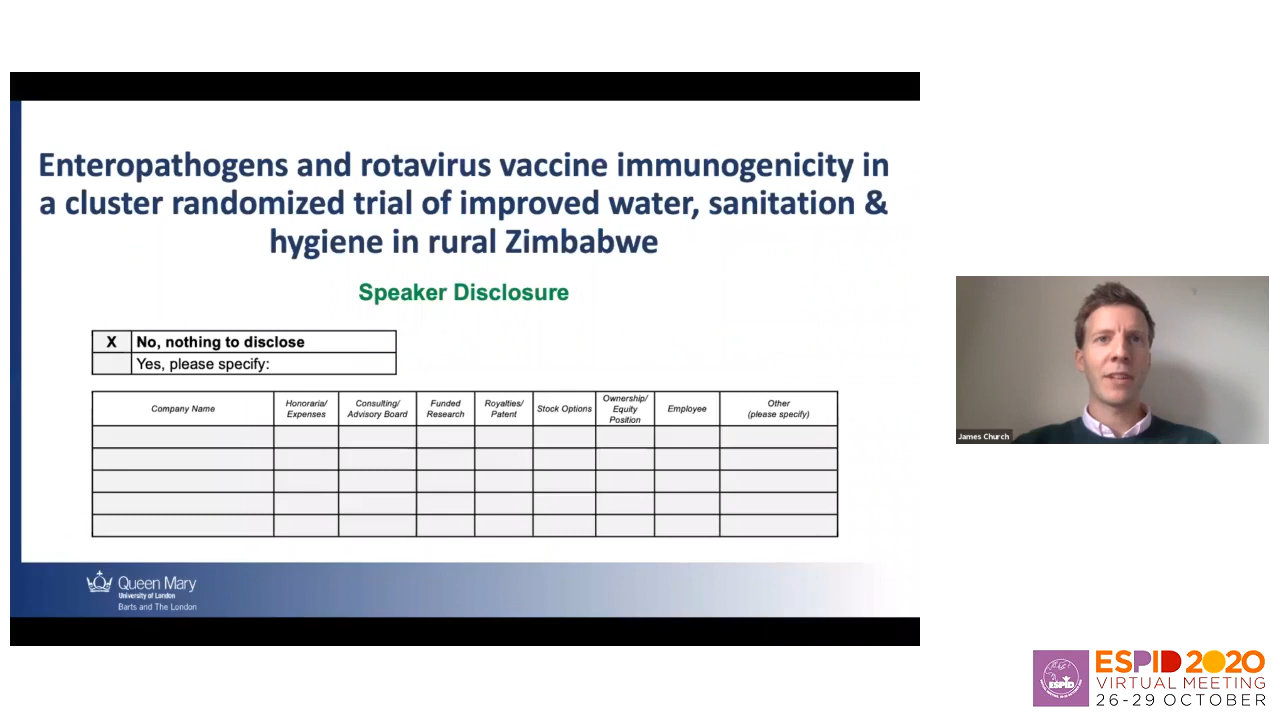 Enteropathogens and rotavirus vaccine immunogenicity in
a cluster randomized trial of improved water, sanitation &
hygiene in rural Zimbabwe
Speaker Disclosure
X No, nothing to disclose
Yes, please specify:
Company Name
Honoraria/
Expenses
Consulting/
Advisory Board
Funded
Research
Royalties/
Patent
Stock Options
Ownership/
Equity
Position
Employee
Other
(please specify)
Queen Mary
University of London
Barts and The London
James Church
ESPID
ESPID 2020
VIRTUAL MEETING
26-29 OCTOBER